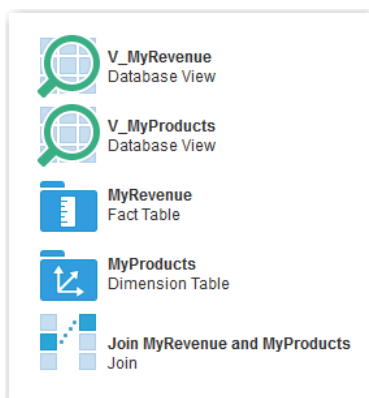 V_MyRevenue
Database View
V_MyProducts
Database View
MyRevenue
Fact Table
MyProducts
Dimension Table
Join MyRevenue and MyProducts
Join